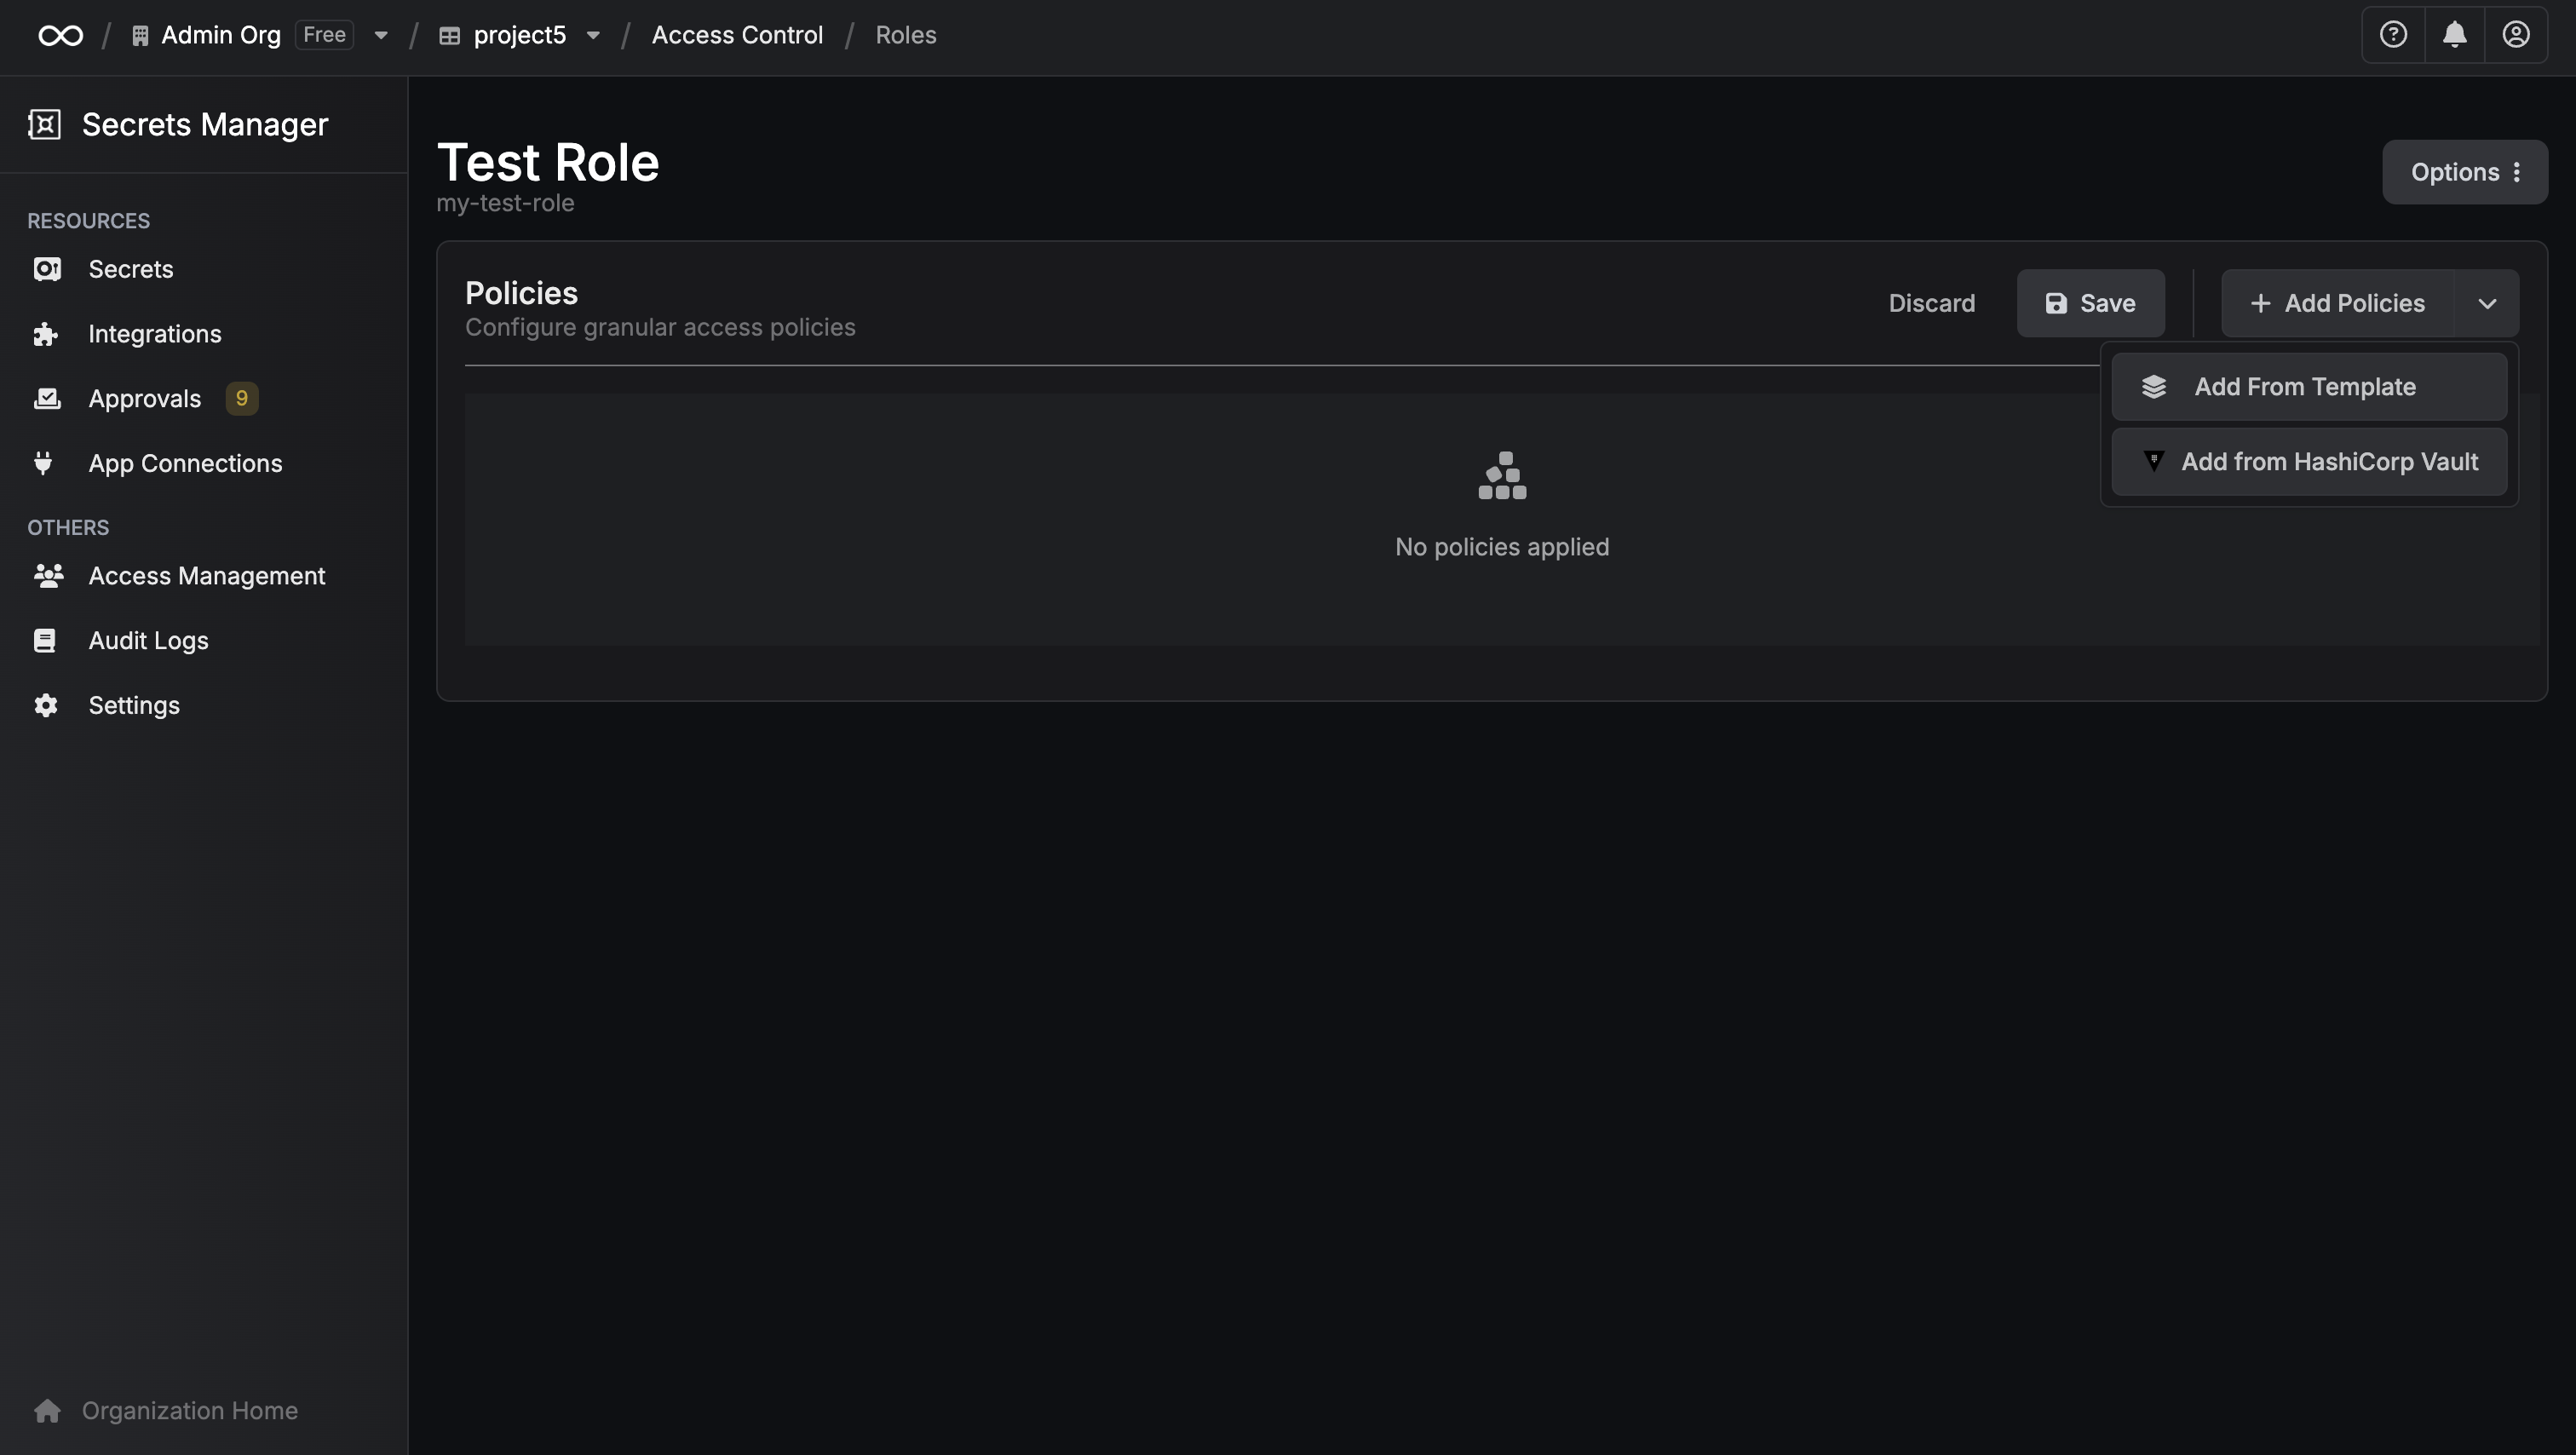 Admin Org Free
project5
Access Control
Roles
Secrets Manager
RESOURCES
Secrets
Integrations
Approvals 9
App Connections
OTHERS
Access Management
Audit Logs
Settings
Organization Home
Test Role
my-test-role
Options
Policies
Configure granular access policies
Discard
Save
Add Policies
Add From Template
Add from HashiCorp Vault
No policies applied